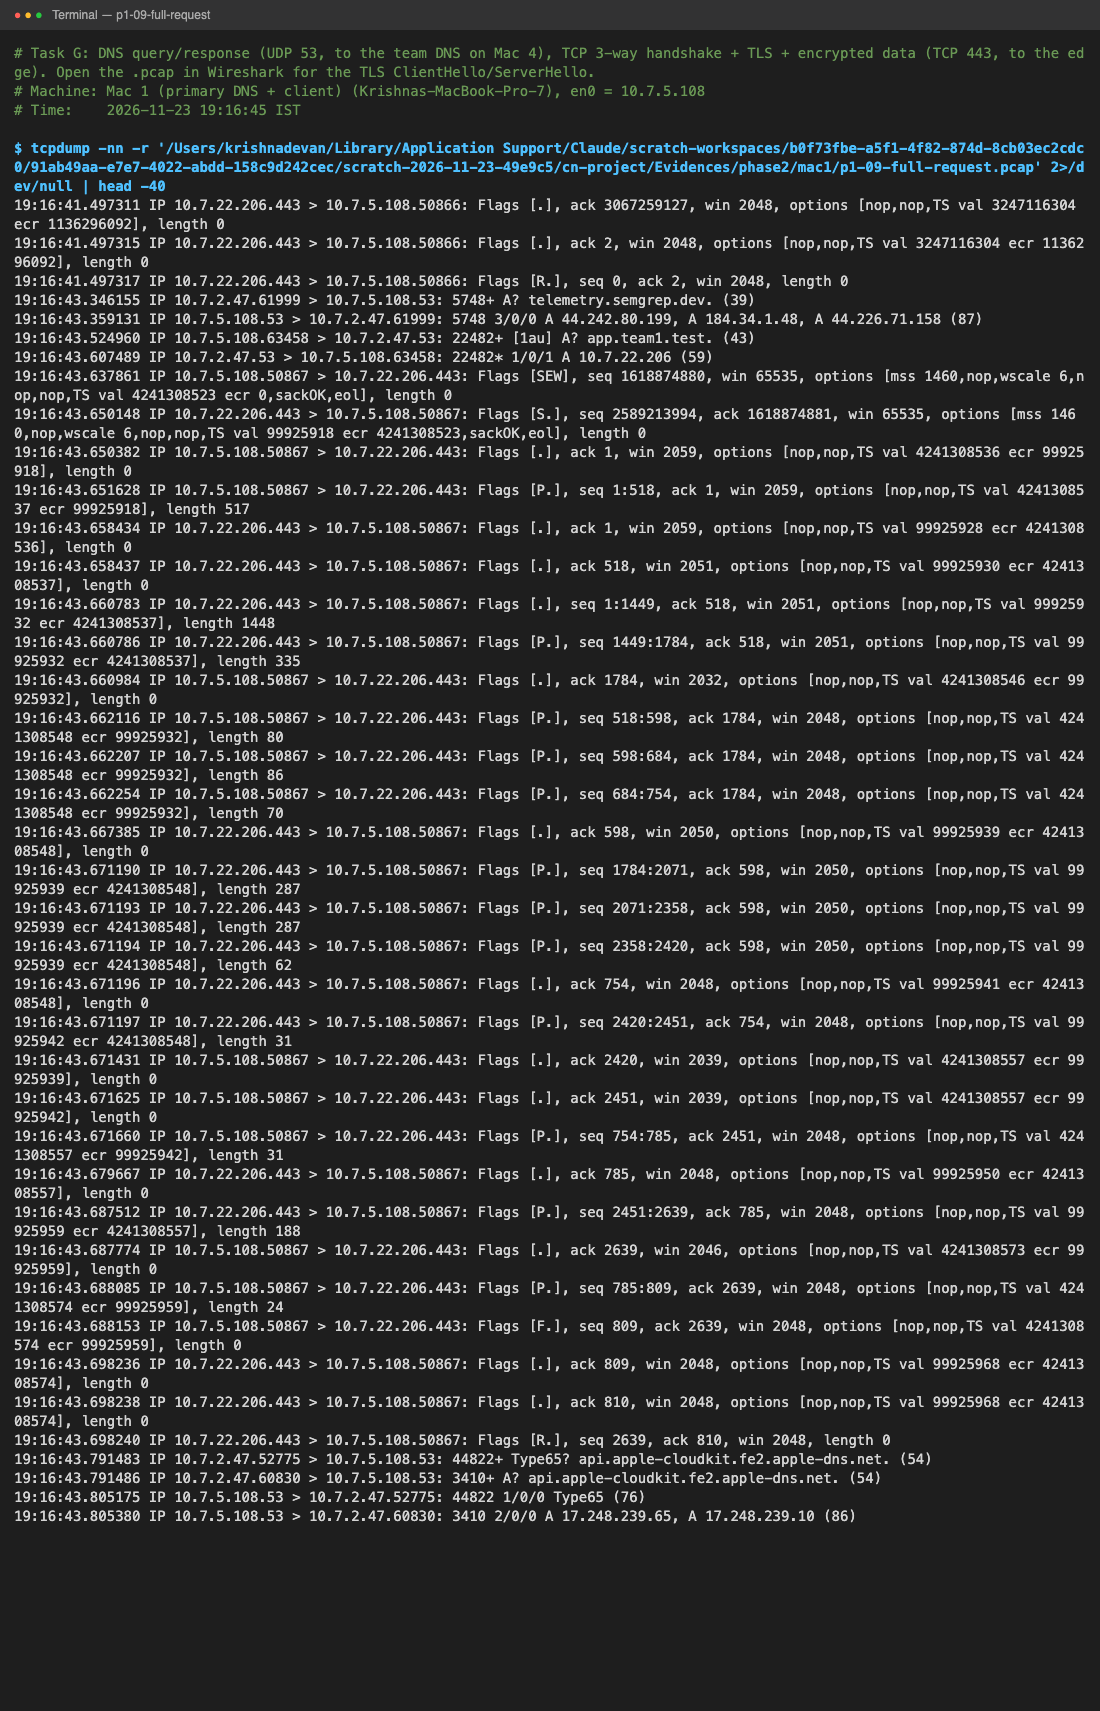 Terminal — p1-09-full-request
# Task G: DNS query/response (UDP 53, to the team DNS on Mac 4), TCP 3-way handshake + TLS + encrypted data (TCP 443, to the ed
ge). Open the .pcap in Wireshark for the TLS ClientHello/ServerHello.
# Machine: Mac 1 (primary DNS + client) (Krishnas-MacBook-Pro-7), en0 = 10.7.5.108
# Time:    2026-11-23 19:16:45 IST
$ tcpdump -nn -r '/Users/krishnadevan/Library/Application Support/Claude/scratch-workspaces/b0f73fbe-a5f1-4f82-874d-8cb03ec2cdc
0/91ab49aa-e7e7-4022-abdd-158c9d242cec/scratch-2026-11-23-49e9c5/cn-project/Evidences/phase2/mac1/p1-09-full-request.pcap' 2>/d
ev/null | head -40
19:16:41.497311 IP 10.7.22.206.443 > 10.7.5.108.50866: Flags [.], ack 3067259127, win 2048, options [nop,nop,TS val 3247116304
ecr 1136296092], length 0
19:16:41.497315 IP 10.7.22.206.443 > 10.7.5.108.50866: Flags [.], ack 2, win 2048, options [nop,nop,TS val 3247116304 ecr 11362
96092], length 0
19:16:41.497317 IP 10.7.22.206.443 > 10.7.5.108.50866: Flags [R.], seq 0, ack 2, win 2048, length 0
19:16:43.346155 IP 10.7.2.47.61999 > 10.7.5.108.53: 5748+ A? telemetry.semgrep.dev. (39)
19:16:43.359131 IP 10.7.5.108.53 > 10.7.2.47.61999: 5748 3/0/0 A 44.242.80.199, A 184.34.1.48, A 44.226.71.158 (87)
19:16:43.524960 IP 10.7.5.108.63458 > 10.7.2.47.53: 22482+ [1au] A? app.team1.test. (43)
19:16:43.607489 IP 10.7.2.47.53 > 10.7.5.108.63458: 22482* 1/0/1 A 10.7.22.206 (59)
19:16:43.637861 IP 10.7.5.108.50867 > 10.7.22.206.443: Flags [SEW], seq 1618874880, win 65535, options [mss 1460,nop,wscale 6,n
op,nop,TS val 4241308523 ecr 0,sackOK,eol], length 0
19:16:43.650148 IP 10.7.22.206.443 > 10.7.5.108.50867: Flags [S.], seq 2589213994, ack 1618874881, win 65535, options [mss 146
0,nop,wscale 6,nop,nop,TS val 99925918 ecr 4241308523,sackOK,eol], length 0
19:16:43.650382 IP 10.7.5.108.50867 > 10.7.22.206.443: Flags [.], ack 1, win 2059, options [nop,nop,TS val 4241308536 ecr 99925
918], length 0
19:16:43.651628 IP 10.7.5.108.50867 > 10.7.22.206.443: Flags [P.], seq 1:518, ack 1, win 2059, options [nop,nop,TS val 42413085
37 ecr 99925918], length 517
19:16:43.658434 IP 10.7.22.206.443 > 10.7.5.108.50867: Flags [.], ack 1, win 2059, options [nop,nop,TS val 99925928 ecr 4241308
536], length 0
19:16:43.658437 IP 10.7.22.206.443 > 10.7.5.108.50867: Flags [.], ack 518, win 2051, options [nop,nop,TS val 99925930 ecr 42413
08537], length 0
19:16:43.660783 IP 10.7.22.206.443 > 10.7.5.108.50867: Flags [.], seq 1:1449, ack 518, win 2051, options [nop,nop,TS val 999259
32 ecr 4241308537], length 1448
19:16:43.660786 IP 10.7.22.206.443 > 10.7.5.108.50867: Flags [P.], seq 1449:1784, ack 518, win 2051, options [nop,nop,TS val 99
925932 ecr 4241308537], length 335
19:16:43.660984 IP 10.7.5.108.50867 > 10.7.22.206.443: Flags [.], ack 1784, win 2032, options [nop,nop,TS val 4241308546 ecr 99
925932], length 0
19:16:43.662116 IP 10.7.5.108.50867 > 10.7.22.206.443: Flags [P.], seq 518:598, ack 1784, win 2048, options [nop,nop,TS val 424
1308548 ecr 99925932], length 80
19:16:43.662207 IP 10.7.5.108.50867 > 10.7.22.206.443: Flags [P.], seq 598:684, ack 1784, win 2048, options [nop,nop,TS val 424
1308548 ecr 99925932], length 86
19:16:43.662254 IP 10.7.5.108.50867 > 10.7.22.206.443: Flags [P.], seq 684:754, ack 1784, win 2048, options [nop,nop,TS val 424
1308548 ecr 99925932], length 70
19:16:43.667385 IP 10.7.22.206.443 > 10.7.5.108.50867: Flags [.], ack 598, win 2050, options [nop,nop,TS val 99925939 ecr 42413
08548], length 0
19:16:43.671190 IP 10.7.22.206.443 > 10.7.5.108.50867: Flags [P.], seq 1784:2071, ack 598, win 2050, options [nop,nop,TS val 99
925939 ecr 4241308548], length 287
19:16:43.671193 IP 10.7.22.206.443 > 10.7.5.108.50867: Flags [P.], seq 2071:2358, ack 598, win 2050, options [nop,nop,TS val 99
925939 ecr 4241308548], length 287
19:16:43.671194 IP 10.7.22.206.443 > 10.7.5.108.50867: Flags [P.], seq 2358:2420, ack 598, win 2050, options [nop,nop,TS val 99
925939 ecr 4241308548], length 62
19:16:43.671196 IP 10.7.22.206.443 > 10.7.5.108.50867: Flags [.], ack 754, win 2048, options [nop,nop,TS val 99925941 ecr 42413
08548], length 0
19:16:43.671197 IP 10.7.22.206.443 > 10.7.5.108.50867: Flags [P.], seq 2420:2451, ack 754, win 2048, options [nop,nop,TS val 99
925942 ecr 4241308548], length 31
19:16:43.671431 IP 10.7.5.108.50867 > 10.7.22.206.443: Flags [.], ack 2420, win 2039, options [nop,nop,TS val 4241308557 ecr 99
925939], length 0
19:16:43.671625 IP 10.7.5.108.50867 > 10.7.22.206.443: Flags [.], ack 2451, win 2039, options [nop,nop,TS val 4241308557 ecr 99
925942], length 0
19:16:43.671660 IP 10.7.5.108.50867 > 10.7.22.206.443: Flags [P.], seq 754:785, ack 2451, win 2048, options [nop,nop,TS val 424
1308557 ecr 99925942], length 31
19:16:43.679667 IP 10.7.22.206.443 > 10.7.5.108.50867: Flags [.], ack 785, win 2048, options [nop,nop,TS val 99925950 ecr 42413
08557], length 0
19:16:43.687512 IP 10.7.22.206.443 > 10.7.5.108.50867: Flags [P.], seq 2451:2639, ack 785, win 2048, options [nop,nop,TS val 99
925959 ecr 4241308557], length 188
19:16:43.687774 IP 10.7.5.108.50867 > 10.7.22.206.443: Flags [.], ack 2639, win 2046, options [nop,nop,TS val 4241308573 ecr 99
925959], length 0
19:16:43.688085 IP 10.7.5.108.50867 > 10.7.22.206.443: Flags [P.], seq 785:809, ack 2639, win 2048, options [nop,nop,TS val 424
1308574 ecr 99925959], length 24
19:16:43.688153 IP 10.7.5.108.50867 > 10.7.22.206.443: Flags [F.], seq 809, ack 2639, win 2048, options [nop,nop,TS val 4241308
574 ecr 99925959], length 0
19:16:43.698236 IP 10.7.22.206.443 > 10.7.5.108.50867: Flags [.], ack 809, win 2048, options [nop,nop,TS val 99925968 ecr 42413
08574], length 0
19:16:43.698238 IP 10.7.22.206.443 > 10.7.5.108.50867: Flags [.], ack 810, win 2048, options [nop,nop,TS val 99925968 ecr 42413
08574], length 0
19:16:43.698240 IP 10.7.22.206.443 > 10.7.5.108.50867: Flags [R.], seq 2639, ack 810, win 2048, length 0
19:16:43.791483 IP 10.7.2.47.52775 > 10.7.5.108.53: 44822+ Type65? api.apple-cloudkit.fe2.apple-dns.net. (54)
19:16:43.791486 IP 10.7.2.47.60830 > 10.7.5.108.53: 3410+ A? api.apple-cloudkit.fe2.apple-dns.net. (54)
19:16:43.805175 IP 10.7.5.108.53 > 10.7.2.47.52775: 44822 1/0/0 Type65 (76)
19:16:43.805380 IP 10.7.5.108.53 > 10.7.2.47.60830: 3410 2/0/0 A 17.248.239.65, A 17.248.239.10 (86)